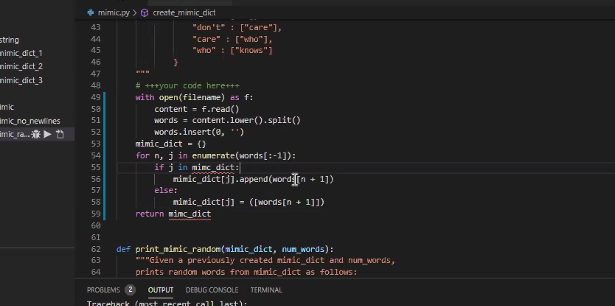 mimic.py > create_mimic_dict
string
mimic_dict_1
mimic_dict_2
mimic_dict_3
mimic
mimic_no_newlines
mimic_ra...
43 "don't" : ["care"],
44 "care" : ["who"],
45 "who" : ["knows"]
46 }
47 """
48 # +++your code here+++
49 with open(filename) as f:
50 content = f.read()
51 words = content.lower().split()
52 words.insert(0, '')
53 mimic_dict = {}
54 for n, j in enumerate(words[:-1]):
55 if j in mimc_dict:
56 mimic_dict[j].append(words[n + 1])
57 else:
58 mimic_dict[j] = ([words[n + 1]])
59 return mimc_dict
60
61
62 def print_mimic_random(mimic_dict, num_words):
63 """Given a previously created mimic_dict and num_words,
64 prints random words from mimic_dict as follows:
PROBLEMS 2 OUTPUT DEBUG CONSOLE TERMINAL
Traceback (most recent call last):